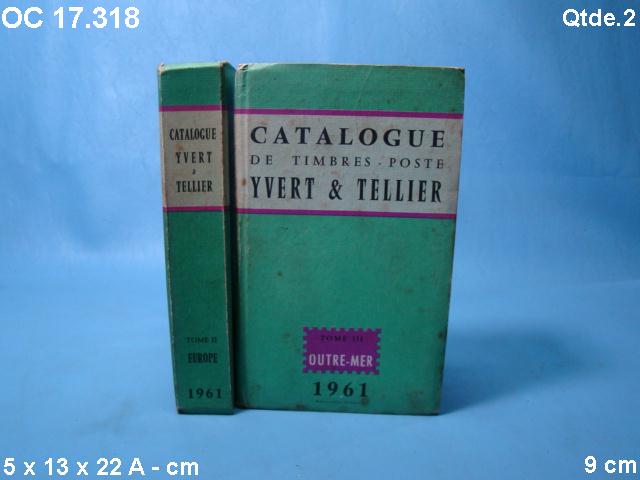 OC 17.318
Qtde.2
CATALOGUE
YVERT
&
TELLIER
TOME II
EUROPE
1961
CATALOGUE
DE TIMBRES-POSTE
YVERT & TELLIER
TOME III
OUTRE-MER
1961
5 x 13 x 22 A - cm
9 cm